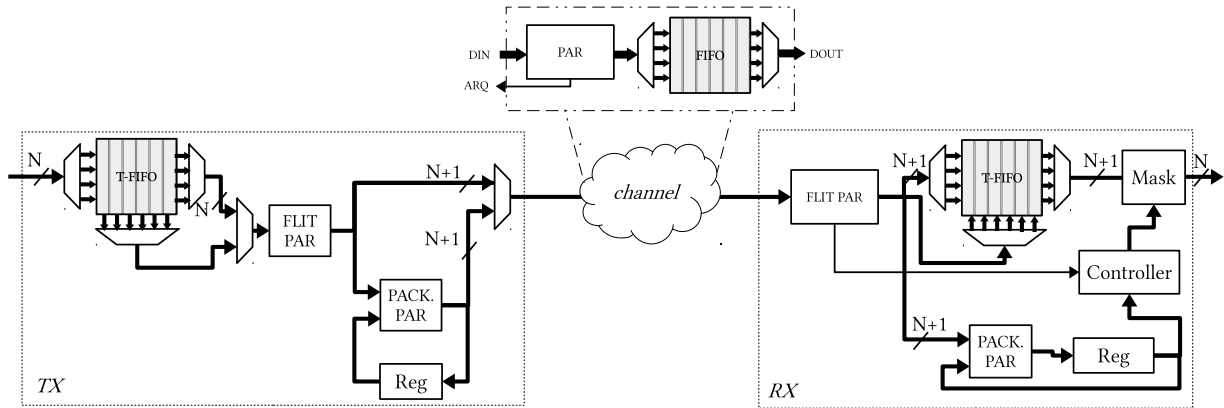 DIN
PAR
FIFO
DOUT
ARQ
N
T-FIFO
N
FLIT
PAR
N+1
N+1
PACK.
PAR
Reg
TX
channel
FLIT PAR
N+1
T-FIFO
N+1
Mask
N
Controller
N+1
PACK.
PAR
Reg
RX